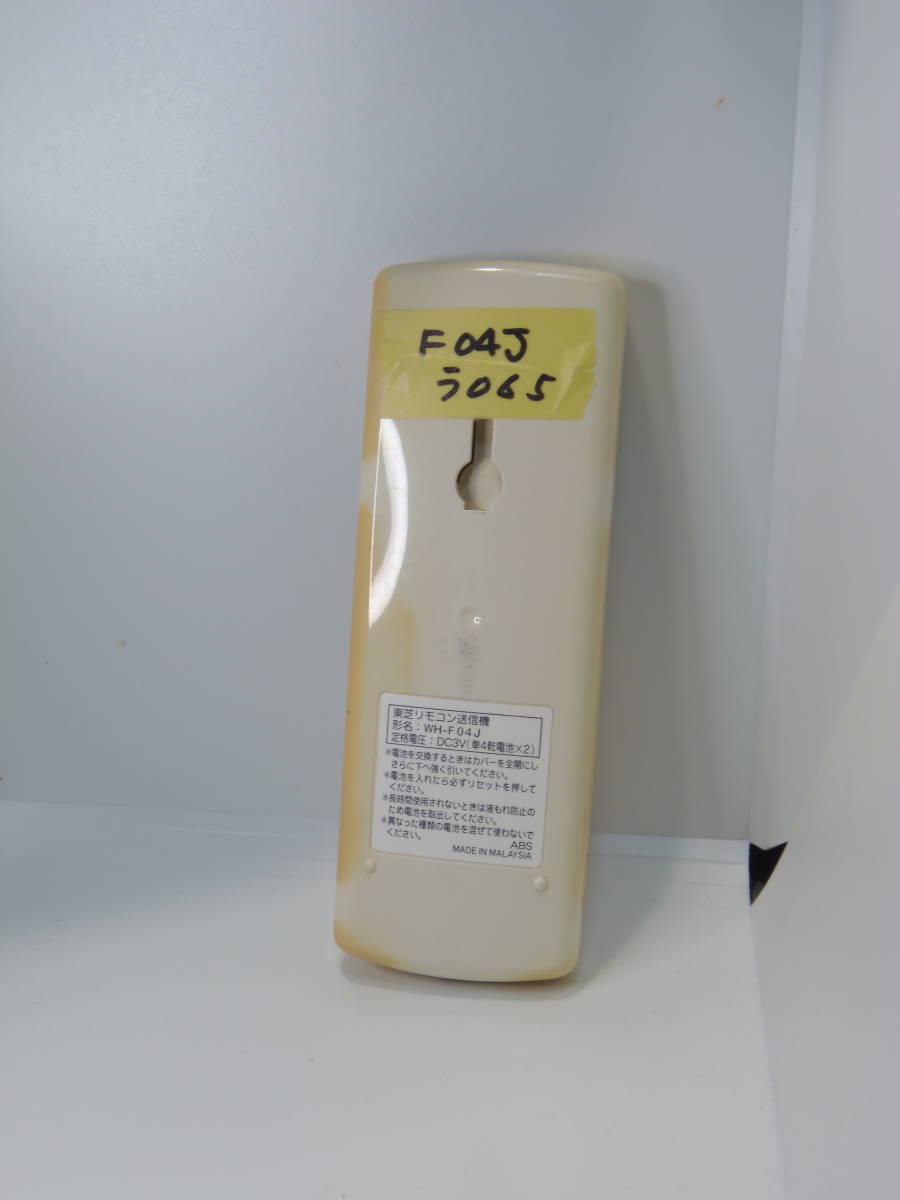 F04J
う065
東芝リモコン送信機
形名：WH-F04J
定格電圧：DC3V(単4乾電池×2)
*電池を交換するときはカバーを全開にし
さらに下へ強く引いてください。
*電池を入れたら必ずリセットを押して
ください。
*長時間使用されないときは液もれ防止の
ため電池を取出してください。
*異なった種類の電池を混ぜて使わないで
ください。
ABS
MADE IN MALAYSIA